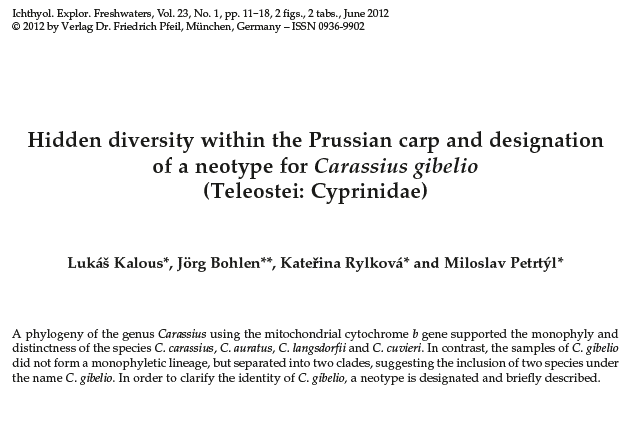 Ichthyol. Explor. Freshwaters, Vol. 23, No. 1, pp. 11–18, 2 figs., 2 tabs., June 2012
© 2012 by Verlag Dr. Friedrich Pfeil, München, Germany – ISSN 0936-9902
Hidden diversity within the Prussian carp and designation
of a neotype for Carassius gibelio
(Teleostei: Cyprinidae)
Lukáš Kalous*, Jörg Bohlen**, Kateřina Rylková* and Miloslav Petrtýl*
A phylogeny of the genus Carassius using the mitochondrial cytochrome b gene supported the monophyly and
distinctness of the species C. carassius, C. auratus, C. langsdorfii and C. cuvieri. In contrast, the samples of C. gibelio
did not form a monophyletic lineage, but separated into two clades, suggesting the inclusion of two species under
the name C. gibelio. In order to clarify the identity of C. gibelio, a neotype is designated and briefly described.